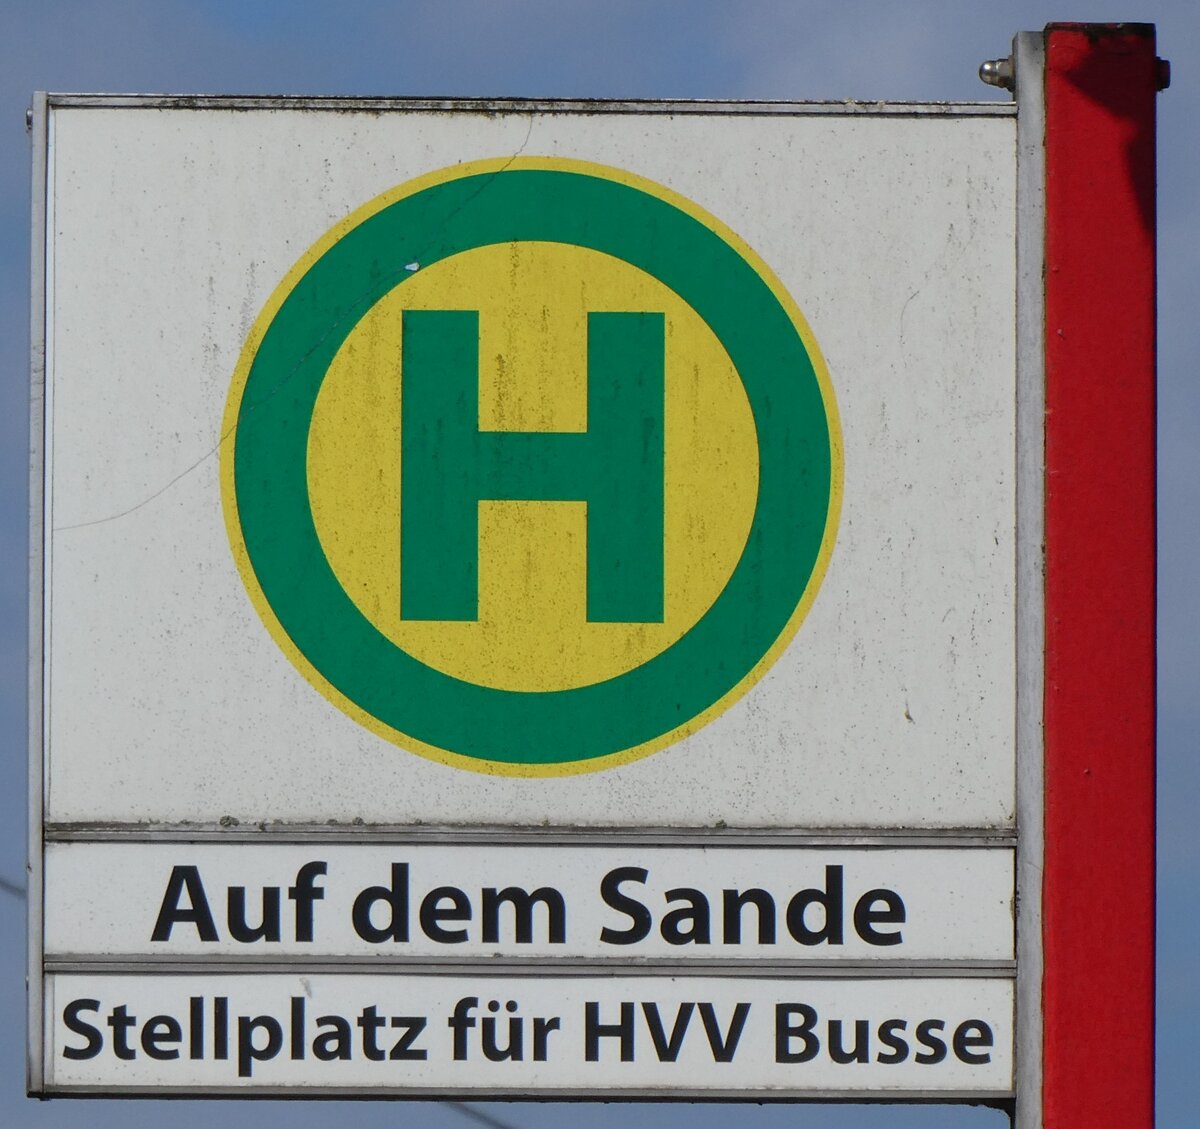 H
Auf dem Sande
Stellplatz für HVV Busse